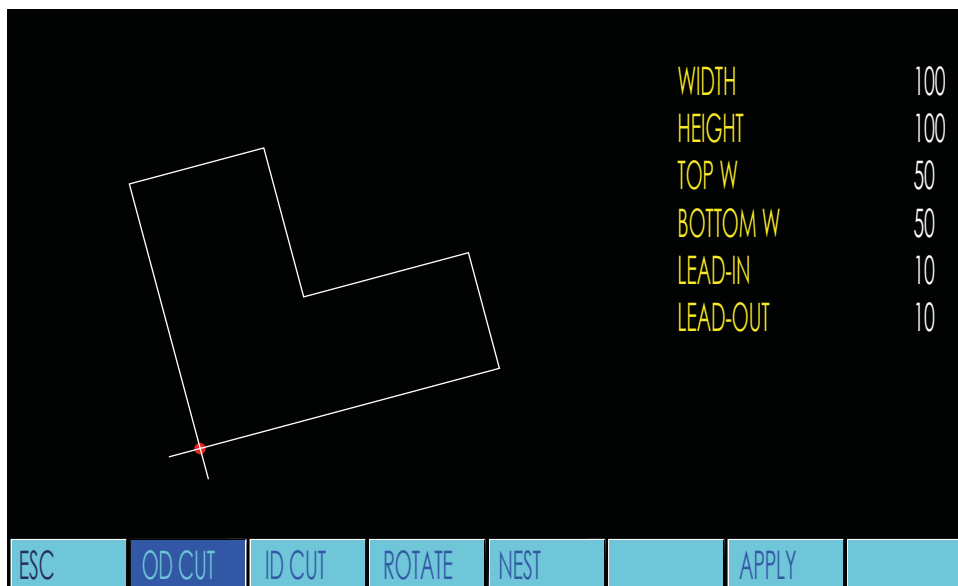 WIDTH 100
HEIGHT 100
TOP W 50
BOTTOM W 50
LEAD-IN 10
LEAD-OUT 10
ESC OD CUT ID CUT ROTATE NEST APPLY